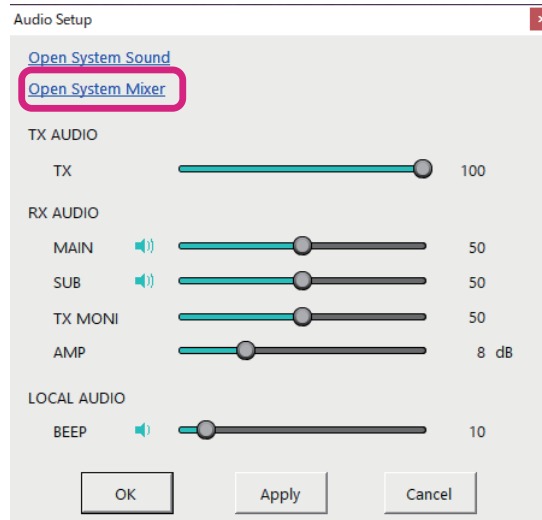 Audio Setup
Open System Sound
Open System Mixer
TX AUDIO
TX 100
RX AUDIO
MAIN 50
SUB 50
TX MONI 50
AMP 8 dB
LOCAL AUDIO
BEEP 10
OK Apply Cancel